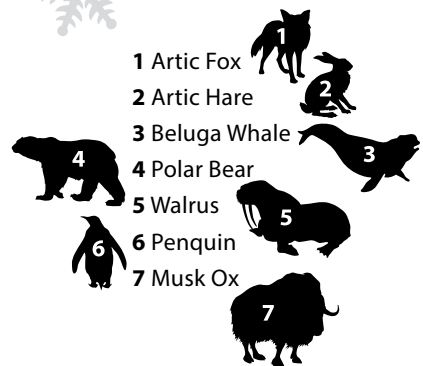 1 Artic Fox
2 Artic Hare
3 Beluga Whale
4 Polar Bear
5 Walrus
6 Penquin
7 Musk Ox
1
2
3
4
5
6
7